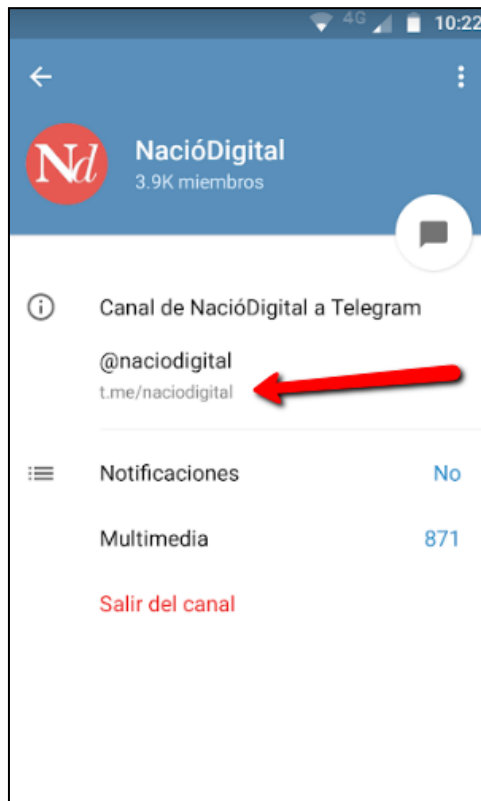 4G 10:22
Nd NacióDigital
3.9K miembros
Canal de NacióDigital a Telegram
@naciodigital
t.me/naciodigital
Notificaciones No
Multimedia 871
Salir del canal